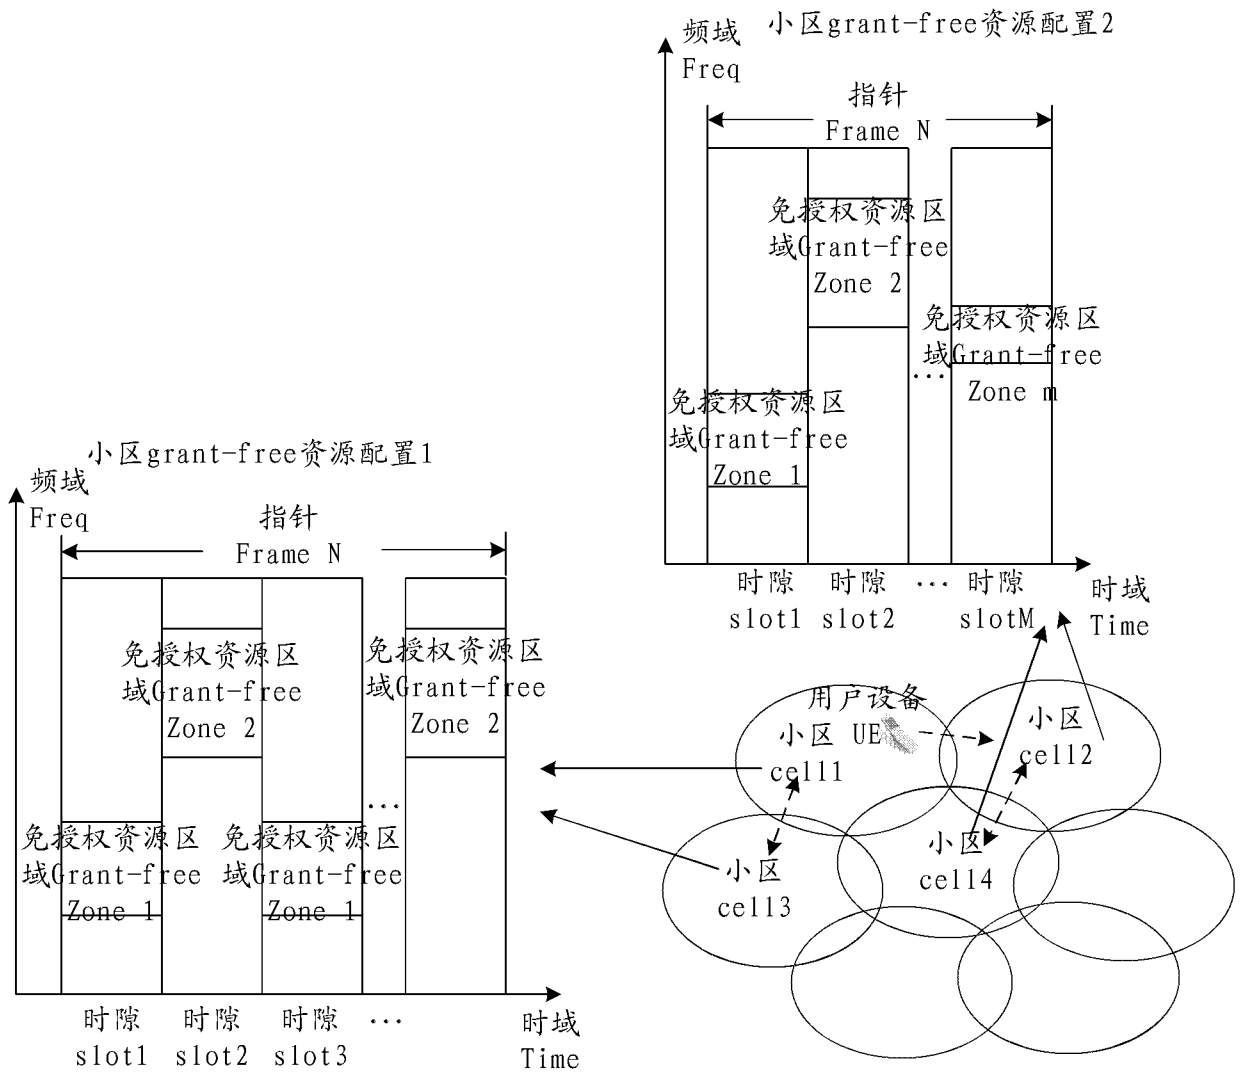 小区grant-free资源配置2
频域
Freq
指针
Frame N
免授权资源区
域Grant-free
Zone 2
免授权资源区
域Grant-free
Zone m
...
免授权资源区
域Grant-free
Zone 1
时隙
slot1
时隙
slot2
...
时隙
slotM
时域
Time
小区grant-free资源配置1
频域
Freq
指针
Frame N
免授权资源区
域Grant-free
Zone 2
免授权资源区
域Grant-free
Zone 2
...
免授权资源区
域Grant-free
Zone 1
免授权资源区
域Grant-free
Zone 1
时隙
slot1
时隙
slot2
时隙
slot3
...
时域
Time
用户设备
小区 UE
cell1
小区
cell2
小区
cell3
小区
cell4